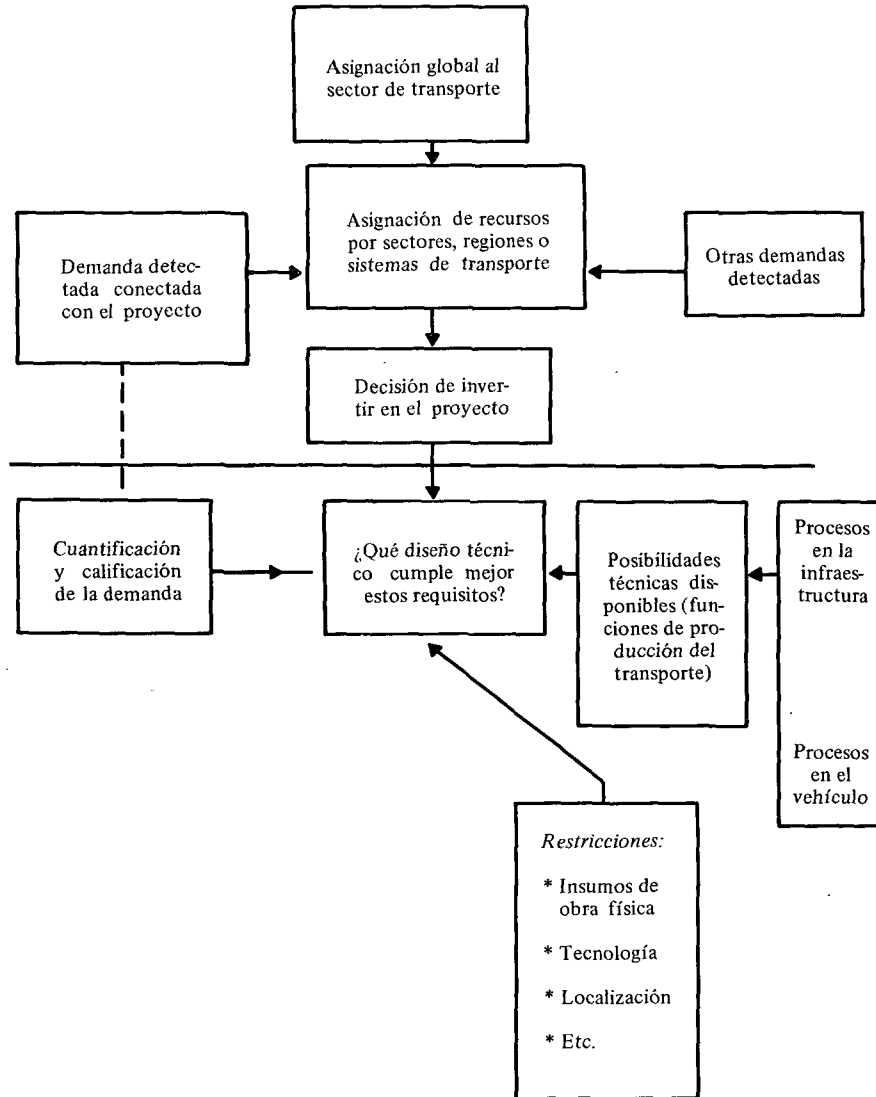 Asignación global al
sector de transporte
Asignación de recursos
por sectores, regiones o
sistemas de transporte
Demanda detec-
tada conectada
con el proyecto
Otras demandas
detectadas
Decisión de inver-
tir en el proyecto
Cuantificación
y calificación
de la demanda
¿Qué diseño técni-
co cumple mejor
estos requisitos?
Posibilidades
técnicas dis-
ponibles (fun-
ciones de pro-
ducción del
transporte)
Procesos
en la
infraes-
tructura
Procesos
en el
vehículo
Restricciones:
* Insumos de
obra física
* Tecnología
* Localización
* Etc.